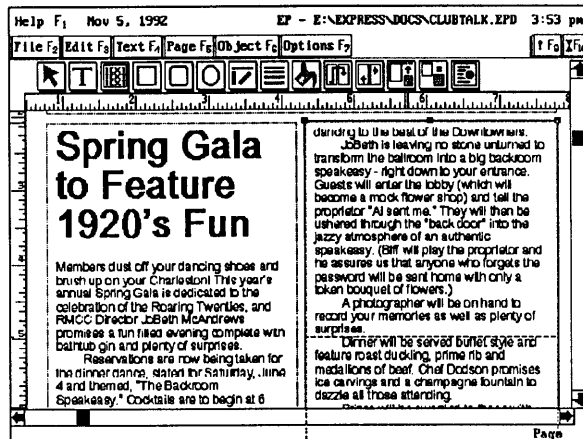 Help F₁ Nov 5, 1992 EP - E:\EXPRESS\DOCS\CLUBTALK.EPD 3:53 pm
File F₂ Edit F₃ Text F₄ Page F₅ Object F₆ Options F₇ ↑ F₉
T
1 2 3 4 5 6 7 8
Spring Gala
to Feature
1920's Fun
Members dust off your dancing shoes and
brush up on your Charleston! This year's
annual Spring Gala is dedicated to the
celebration of the Roaring Twenties, and
RMCC Director JoBeth McAndrews
promises a fun filled evening complete with
bathtub gin and plenty of surprises.
Reservations are now being taken for
the dinner dance, slated for Saturday, June
4 and themed, "The Backroom
Speakeasy." Cocktails are to begin at 6
dancing to the beat of the Downtowners.
JoBeth is leaving no stone unturned to
transform the ballroom into a big backroom
speakeasy - right down to your entrance.
Guests will enter the lobby (which will
become a mock flower shop) and tell the
proprietor "Al sent me." They will then be
ushered through the "back door" into the
jazzy atmosphere of an authentic
speakeasy. (Biff will play the proprietor and
he assures us that anyone who forgets the
password will be sent home with only a
token bouquet of flowers.)
A photographer will be on hand to
record your memories as well as plenty of
surprises.
Dinner will be served buffet style and
feature roast duckling, prime rib and
medallions of beef. Chef Dodson promises
ice carvings and a champagne fountain to
dazzle all those attending.
Page